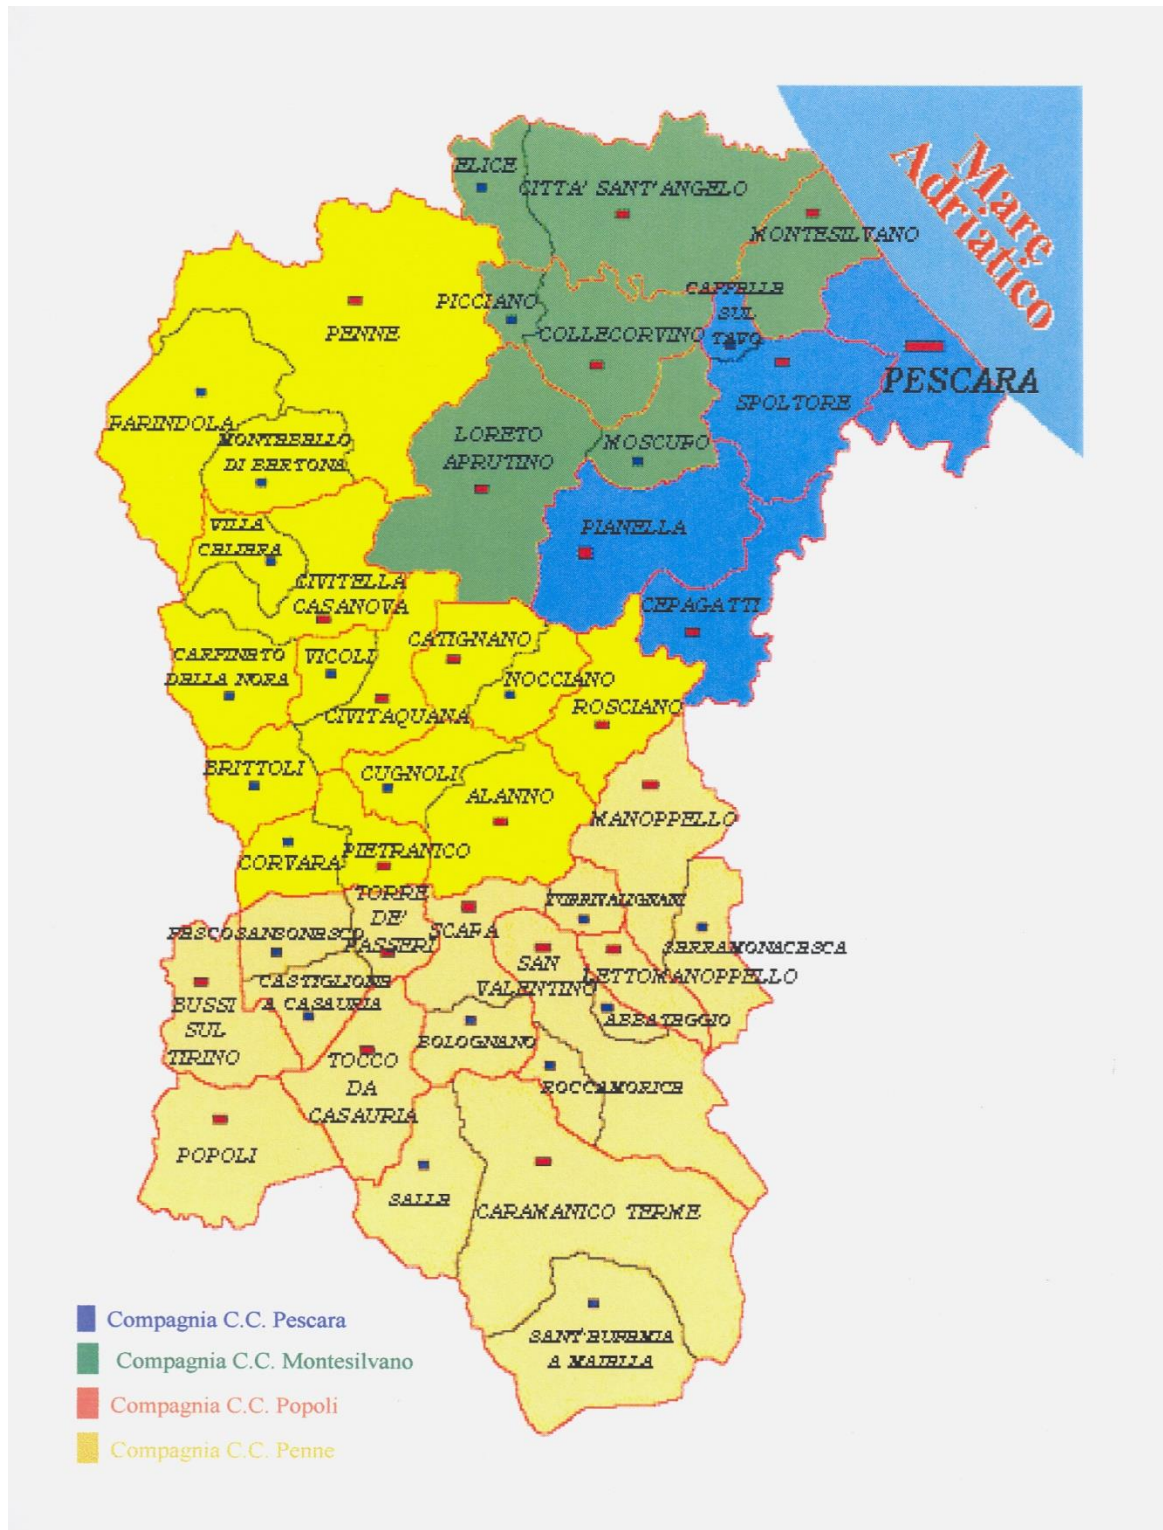 Mare
Adriatico
ELICE
CITTA' SANT'ANGELO
MONTESILVANO
PICCIANO
CAPPELLE
SUL
TAVO
PENNE
COLLECORVINO
PESCARA
SPOLTORE
FARINDOLA
MONTEBELLO
DI BERTONA
LORETO
APRUTINO
MOSCUFO
VILLA
CELIERA
PIANELLA
CIVITELLA
CASANOVA
CEPAGATTI
CARPINETO
DELLA NORA
VICOLI
CATIGNANO
NOCCIANO
ROSCIANO
CIVITAQUANA
BRITTOLI
CUGNOLI
ALANNO
MANOPPELLO
CORVARA
PIETRANICO
TORRE
DE'
PASSERI
SCAFA
TURRIVALIGNANI
PESCOSANSONESCO
SERRAMONACESCA
SAN
VALENTINO
LETTOMANOPPELLO
CASTIGLIONE
A CASAURIA
BUSSI
SUL
TIRINO
ABBATEGGIO
BOLOGNANO
TOCCO
DA
CASAURIA
ROCCAMORICE
POPOLI
SALLE
CARAMANICO TERME
SANT'EUFEMIA
A MAIELLA
Compagnia C.C. Pescara
Compagnia C.C. Montesilvano
Compagnia C.C. Popoli
Compagnia C.C. Penne